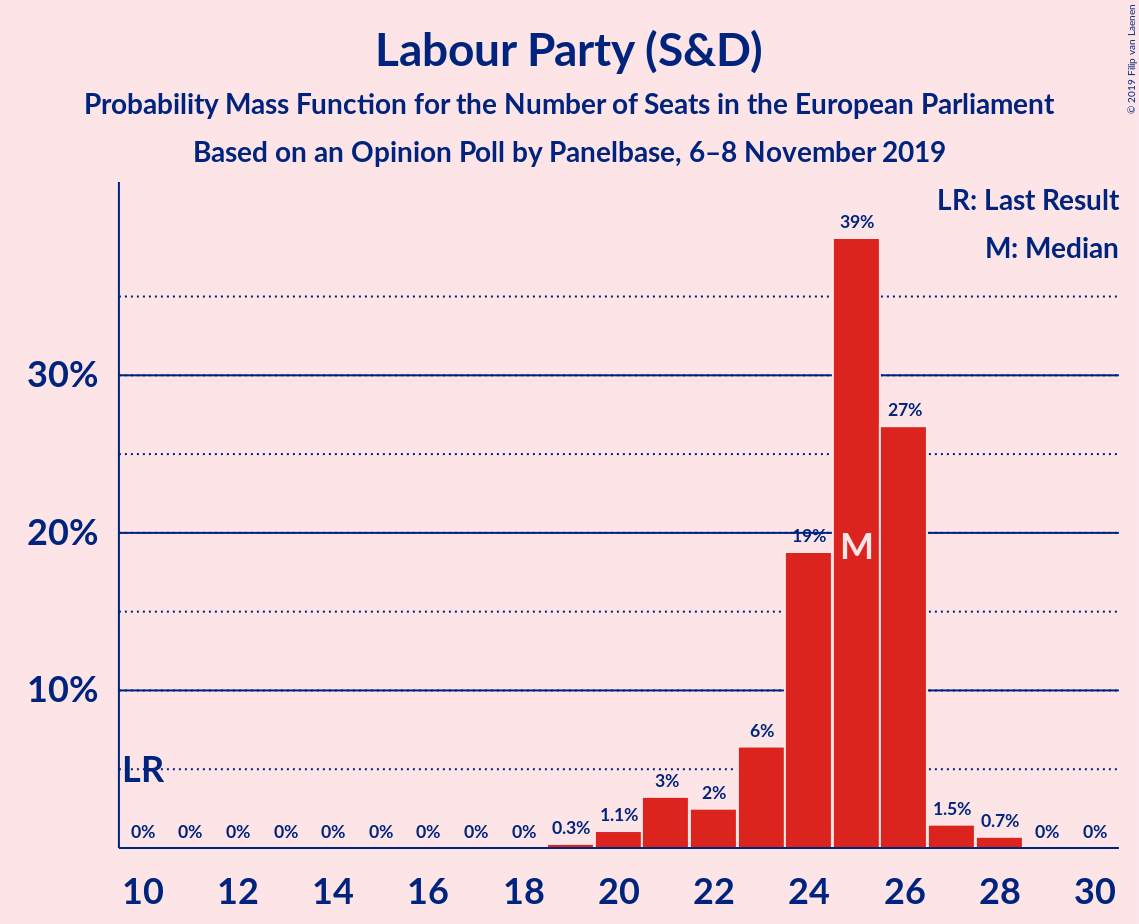 Labour Party (S&D)
Probability Mass Function for the Number of Seats in the European Parliament
Based on an Opinion Poll by Panelbase, 6–8 November 2019
© 2019 Filip van Laenen
LR: Last Result
M: Median
39%
30%
27%
20%
19%
M
10%
6%
LR
3%
2%
1.5%
1.1%
0.7%
0.3%
0% 0% 0% 0% 0% 0% 0% 0% 0% 0% 0%
10 12 14 16 18 20 22 24 26 28 30